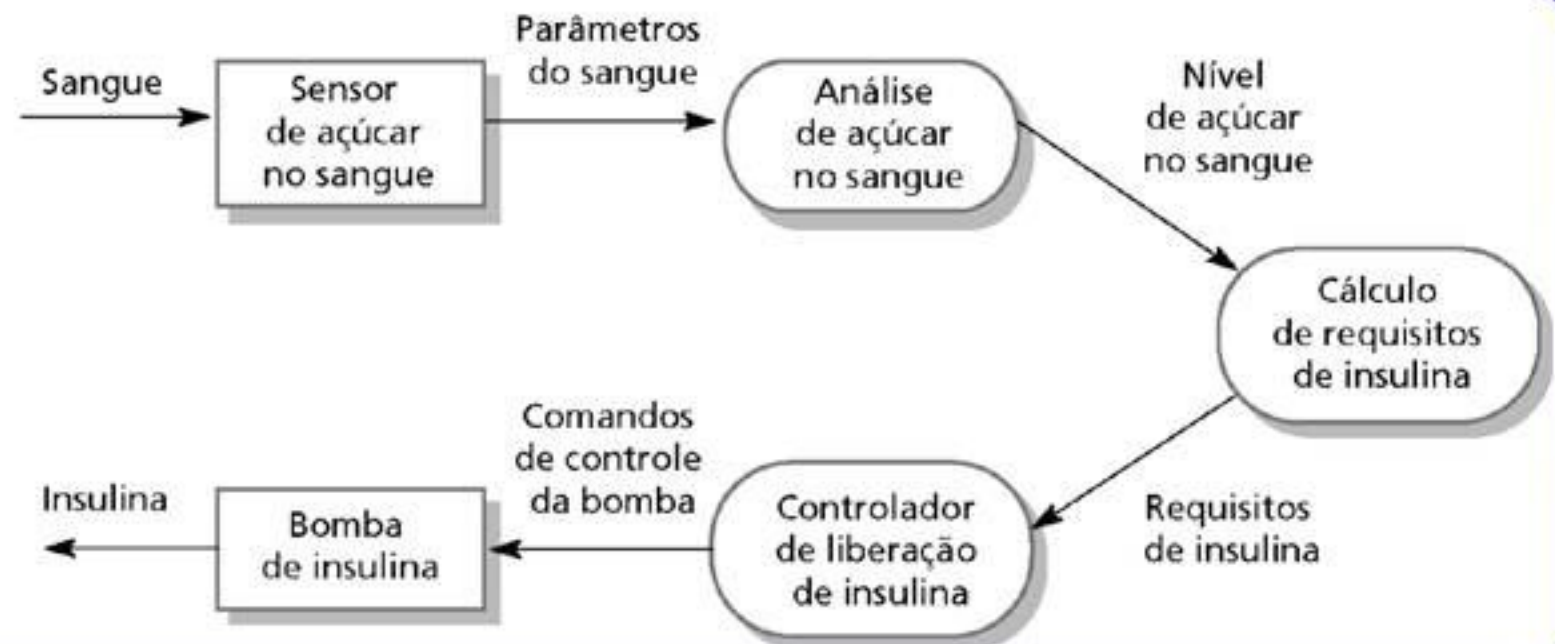 Sangue
Sensor
de açúcar
no sangue
Parâmetros
do sangue
Análise
de açúcar
no sangue
Nível
de açúcar
no sangue
Cálculo
de requisitos
de insulina
Requisitos
de insulina
Controlador
de liberação
de insulina
Comandos
de controle
da bomba
Bomba
de insulina
Insulina